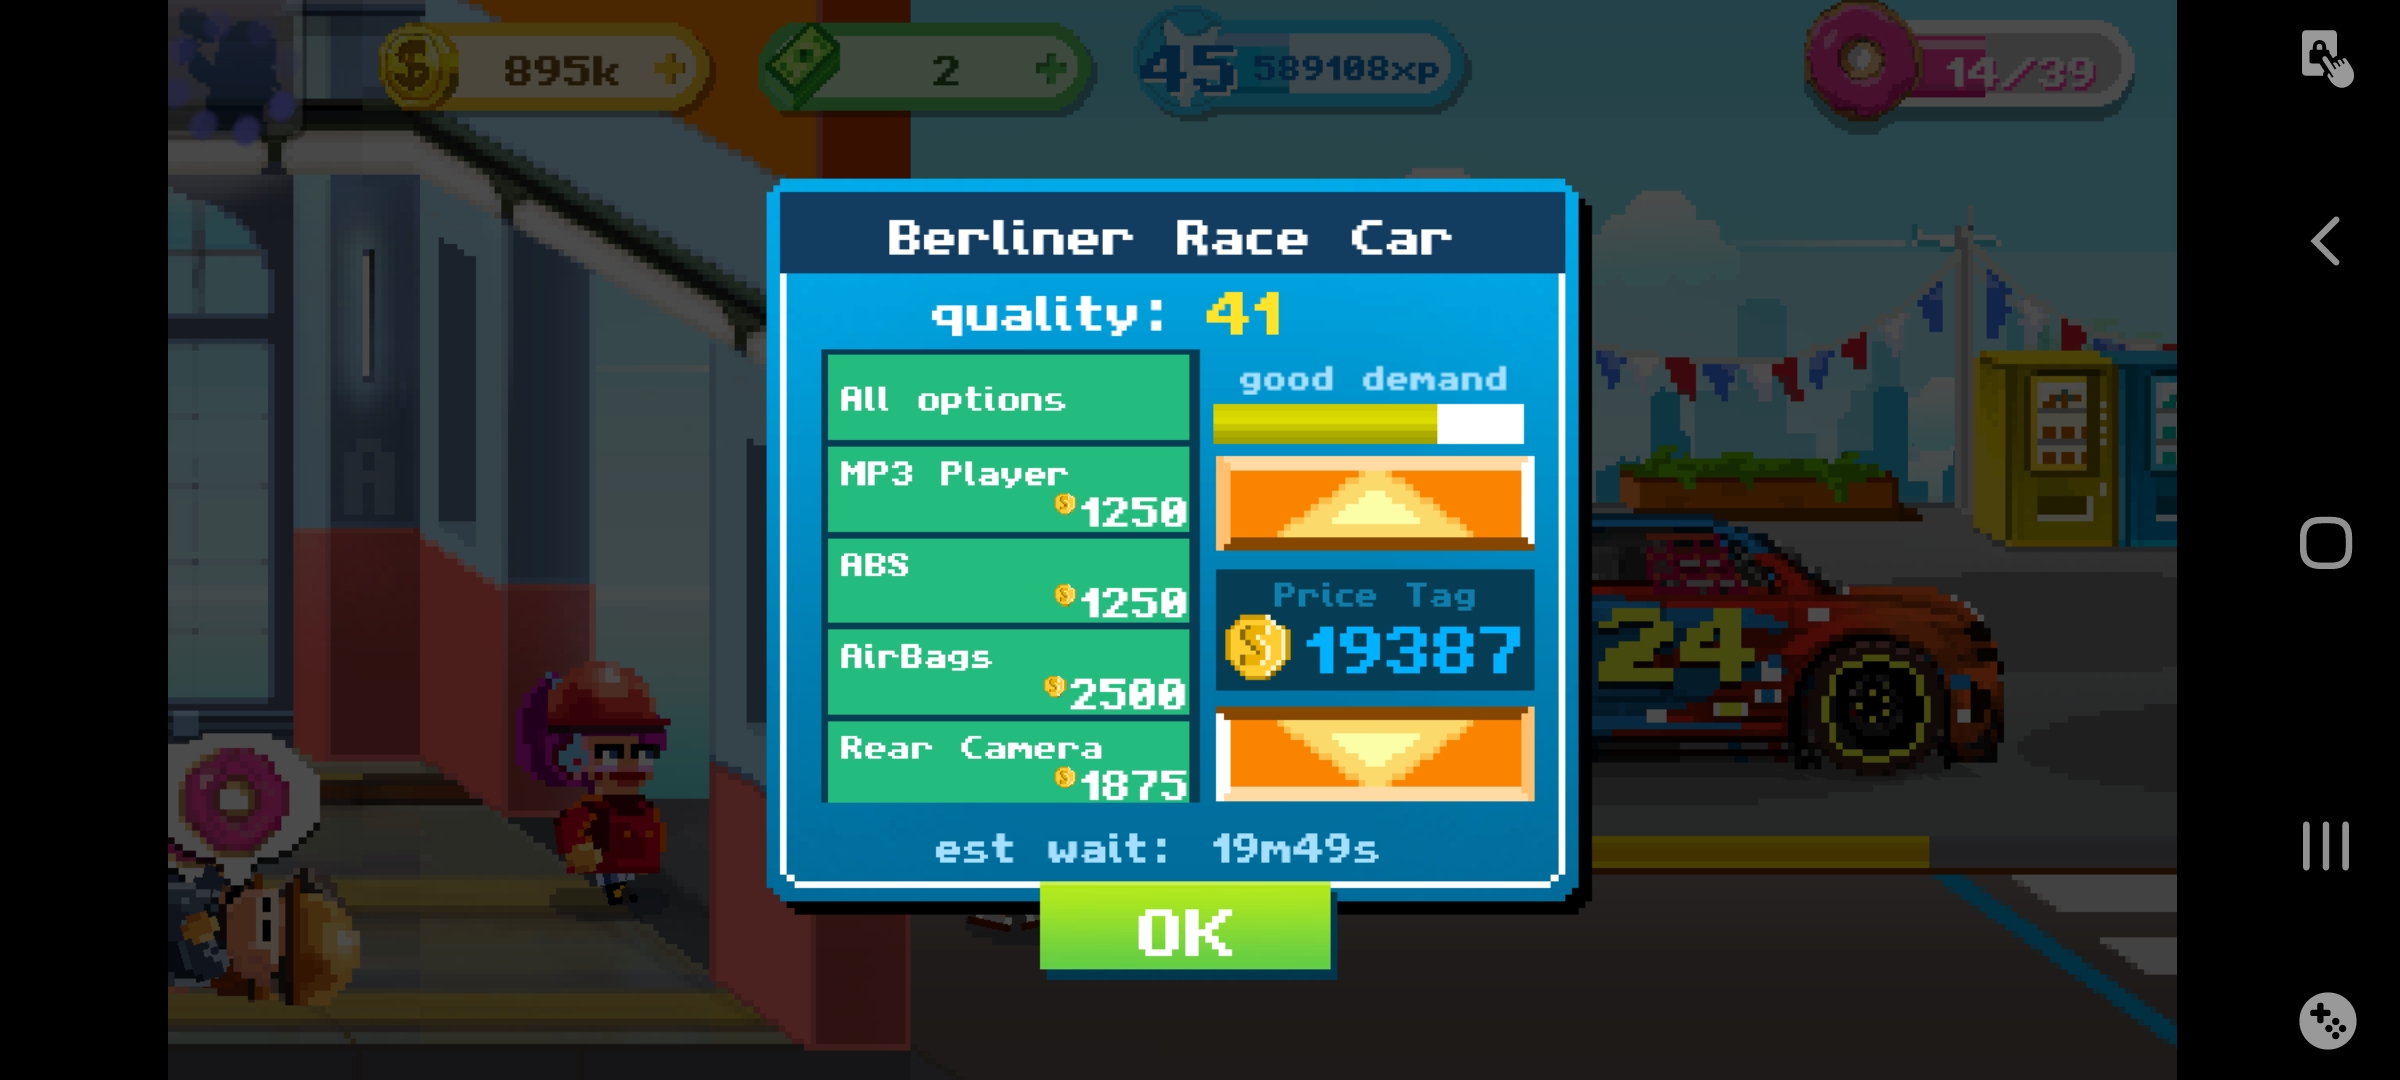 895k +
2 +
45 589108xp
14/39
Berliner Race Car
quality: 41
All options
good demand
MP3 Player
1250
ABS
1250
AirBags
2500
Rear Camera
1875
Price Tag
19387
est wait: 19m49s
OK
A
24